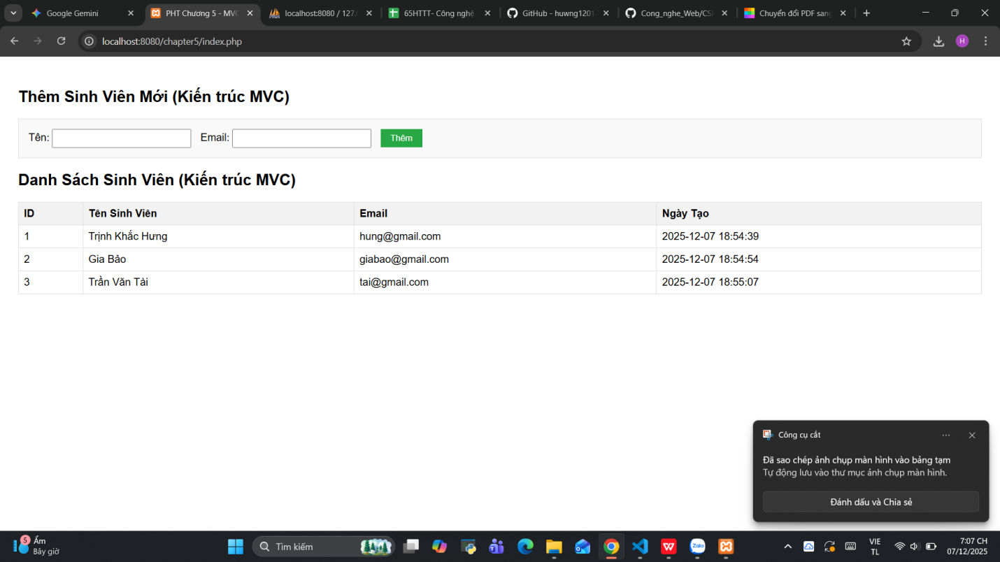 Google Gemini
PHT Chương 5 - MVC
localhost:8080 / 127.0
65HTTT- Công nghệ
GitHub - huwng1201
Cong_nghe_Web/CSE
Chuyển đổi PDF sang
localhost:8080/chapter5/index.php
H
Thêm Sinh Viên Mới (Kiến trúc MVC)
Tên: Email: Thêm
Danh Sách Sinh Viên (Kiến trúc MVC)
ID Tên Sinh Viên Email Ngày Tạo
1 Trịnh Khắc Hưng hung@gmail.com 2025-12-07 18:54:39
2 Gia Bảo giabao@gmail.com 2025-12-07 18:54:54
3 Trần Văn Tài tai@gmail.com 2025-12-07 18:55:07
Công cụ cắt
Đã sao chép ảnh chụp màn hình vào bảng tạm
Tự động lưu vào thư mục ảnh chụp màn hình.
Đánh dấu và Chia sẻ
5
Ẩm
Bây giờ
Tìm kiếm
Zalo
VIE
TL
7:07 CH
07/12/2025